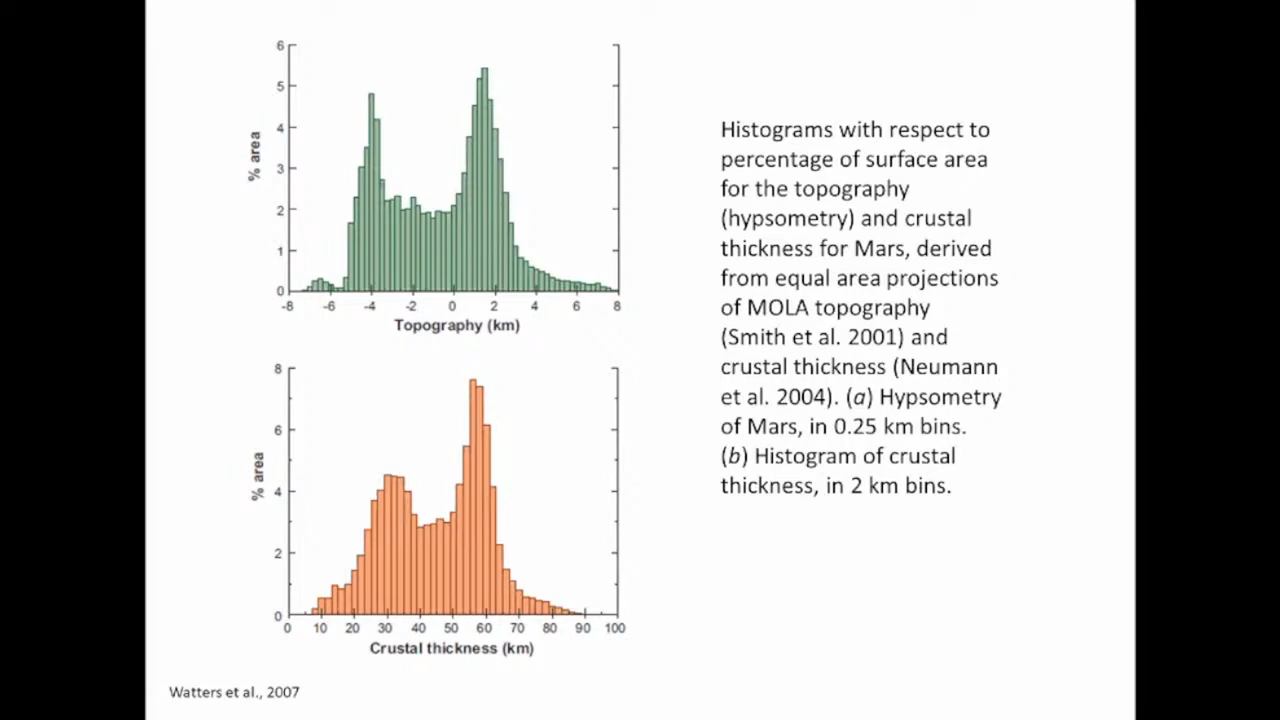 6
5
4
3
2
1
0
% area
-8 -6 -4 -2 0 2 4 6 8
Topography (km)
8
6
4
2
0
% area
0 10 20 30 40 50 60 70 80 90 100
Crustal thickness (km)
Histograms with respect to
percentage of surface area
for the topography
(hypsometry) and crustal
thickness for Mars, derived
from equal area projections
of MOLA topography
(Smith et al. 2001) and
crustal thickness (Neumann
et al. 2004). (a) Hypsometry
of Mars, in 0.25 km bins.
(b) Histogram of crustal
thickness, in 2 km bins.
Watters et al., 2007